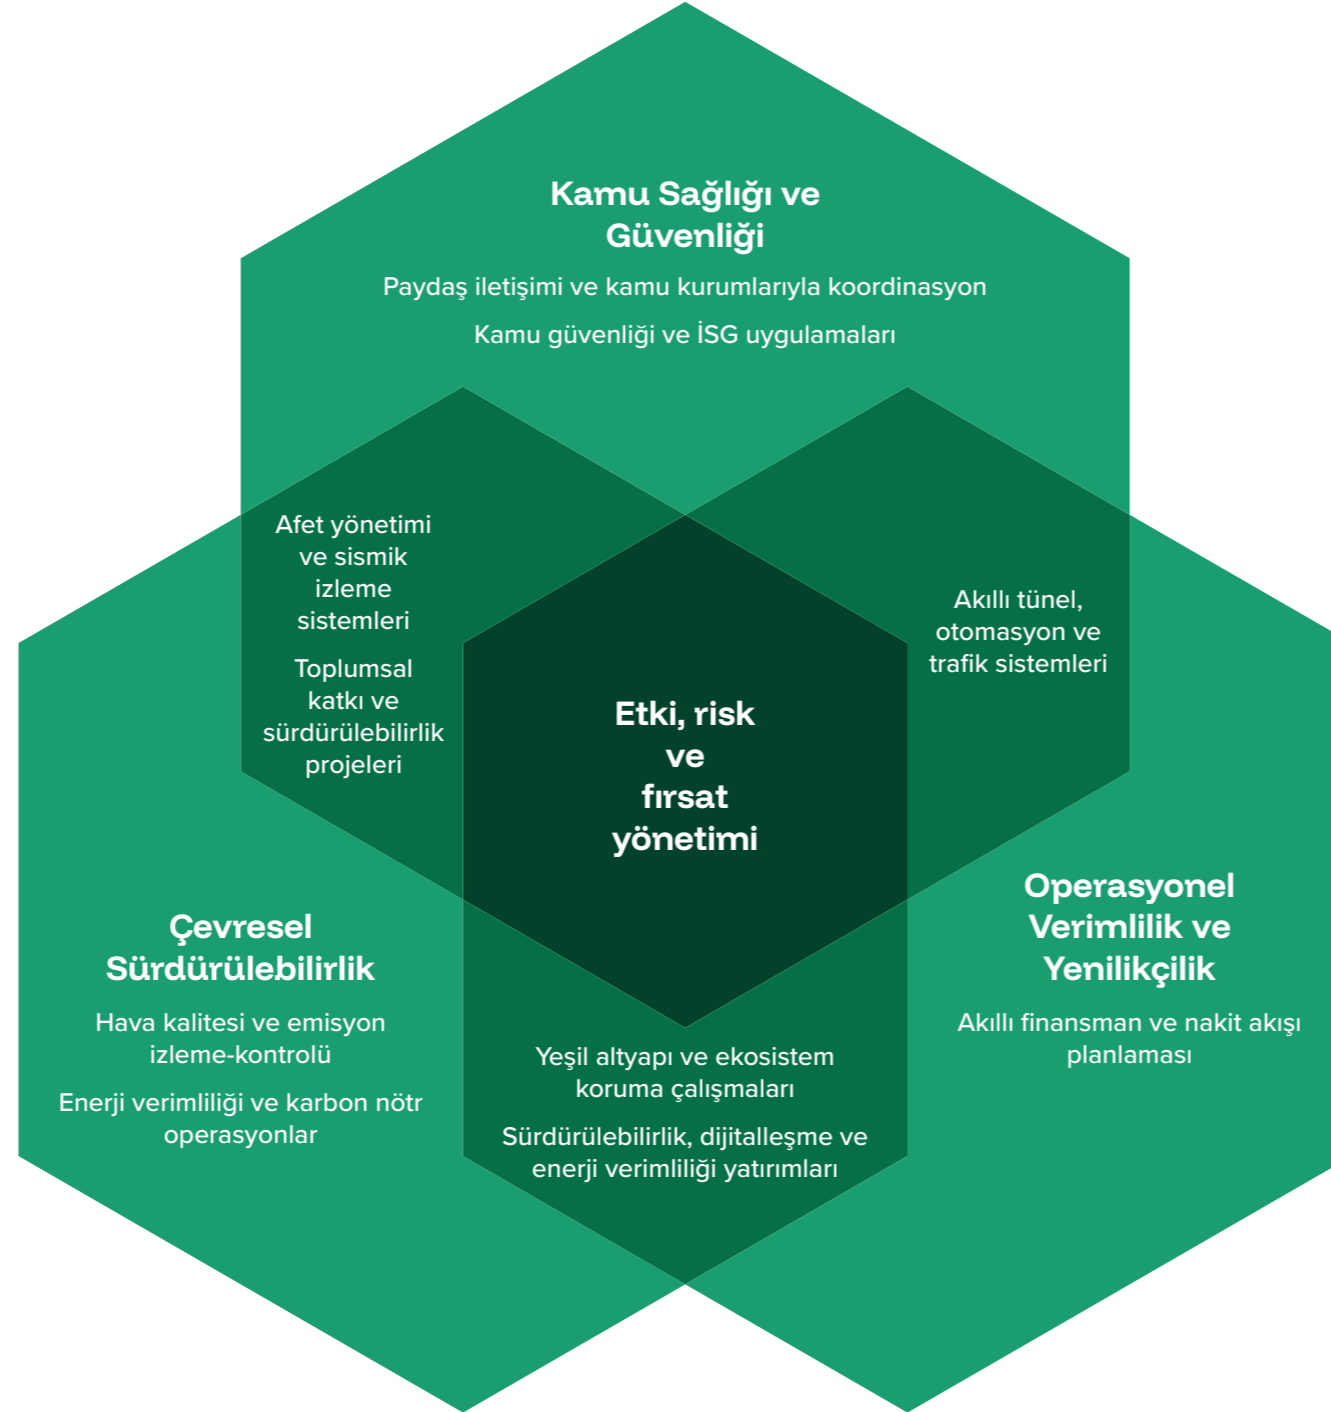 Kamu Sağlığı ve
Güvenliği
Paydaş iletişimi ve kamu kurumlarıyla koordinasyon
Kamu güvenliği ve İSG uygulamaları
Afet yönetimi
ve sismik
izleme
sistemleri
Toplumsal
katkı ve
sürdürülebilirlik
projeleri
Akıllı tünel,
otomasyon ve
trafik sistemleri
Etki, risk
ve
fırsat
yönetimi
Çevresel
Sürdürülebilirlik
Hava kalitesi ve emisyon
izleme-kontrolü
Enerji verimliliği ve karbon nötr
operasyonlar
Yeşil altyapı ve ekosistem
koruma çalışmaları
Sürdürülebilirlik, dijitalleşme ve
enerji verimliliği yatırımları
Operasyonel
Verimlilik ve
Yenilikçilik
Akıllı finansman ve nakit akışı
planlaması